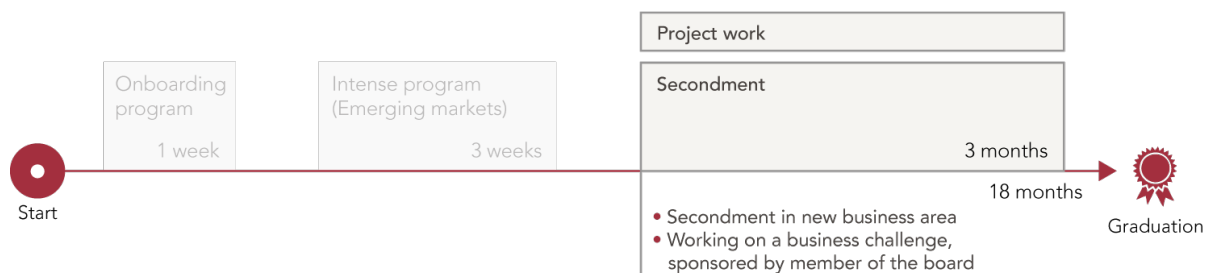 Project work
Onboarding
program
1 week
Intense program
(Emerging markets)
3 weeks
Secondment
3 months
18 months
Start
Graduation
• Secondment in new business area
• Working on a business challenge,
sponsored by member of the board